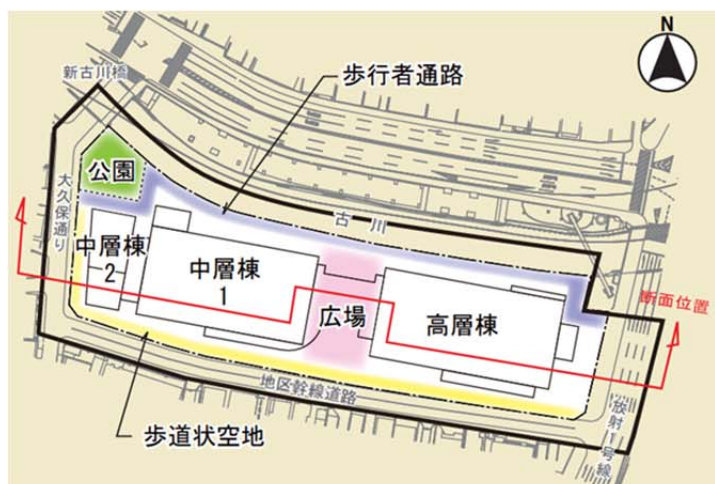 N
新古川橋
歩行者通路
公園
大久保通り
古川
中層棟
2
中層棟
1
広場
高層棟
断面位置
地区幹線道路
放射1号線
歩道状空地